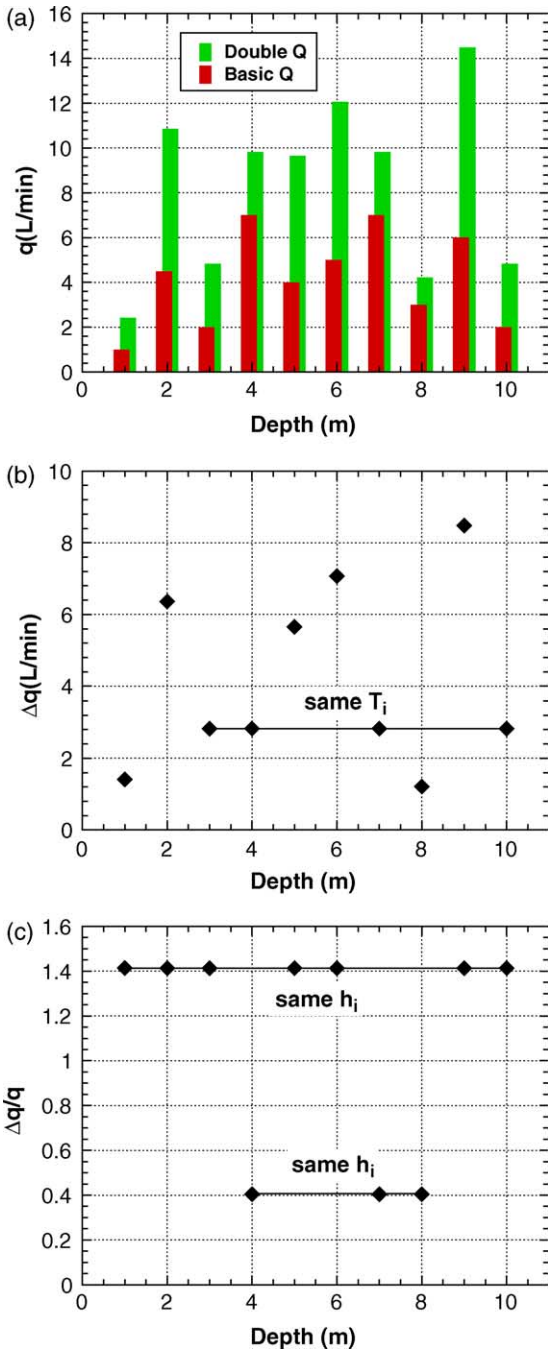 (a)
16
14
12
10
8
6
4
2
0
q(L/min)
Double Q
Basic Q
0 2 4 6 8 10
Depth (m)
(b)
10
8
6
4
2
0
Δq(L/min)
same Ti
0 2 4 6 8 10
Depth (m)
(c)
1.6
1.4
1.2
1
0.8
0.6
0.4
0.2
0
Δq/q
same hi
same hi
0 2 4 6 8 10
Depth (m)